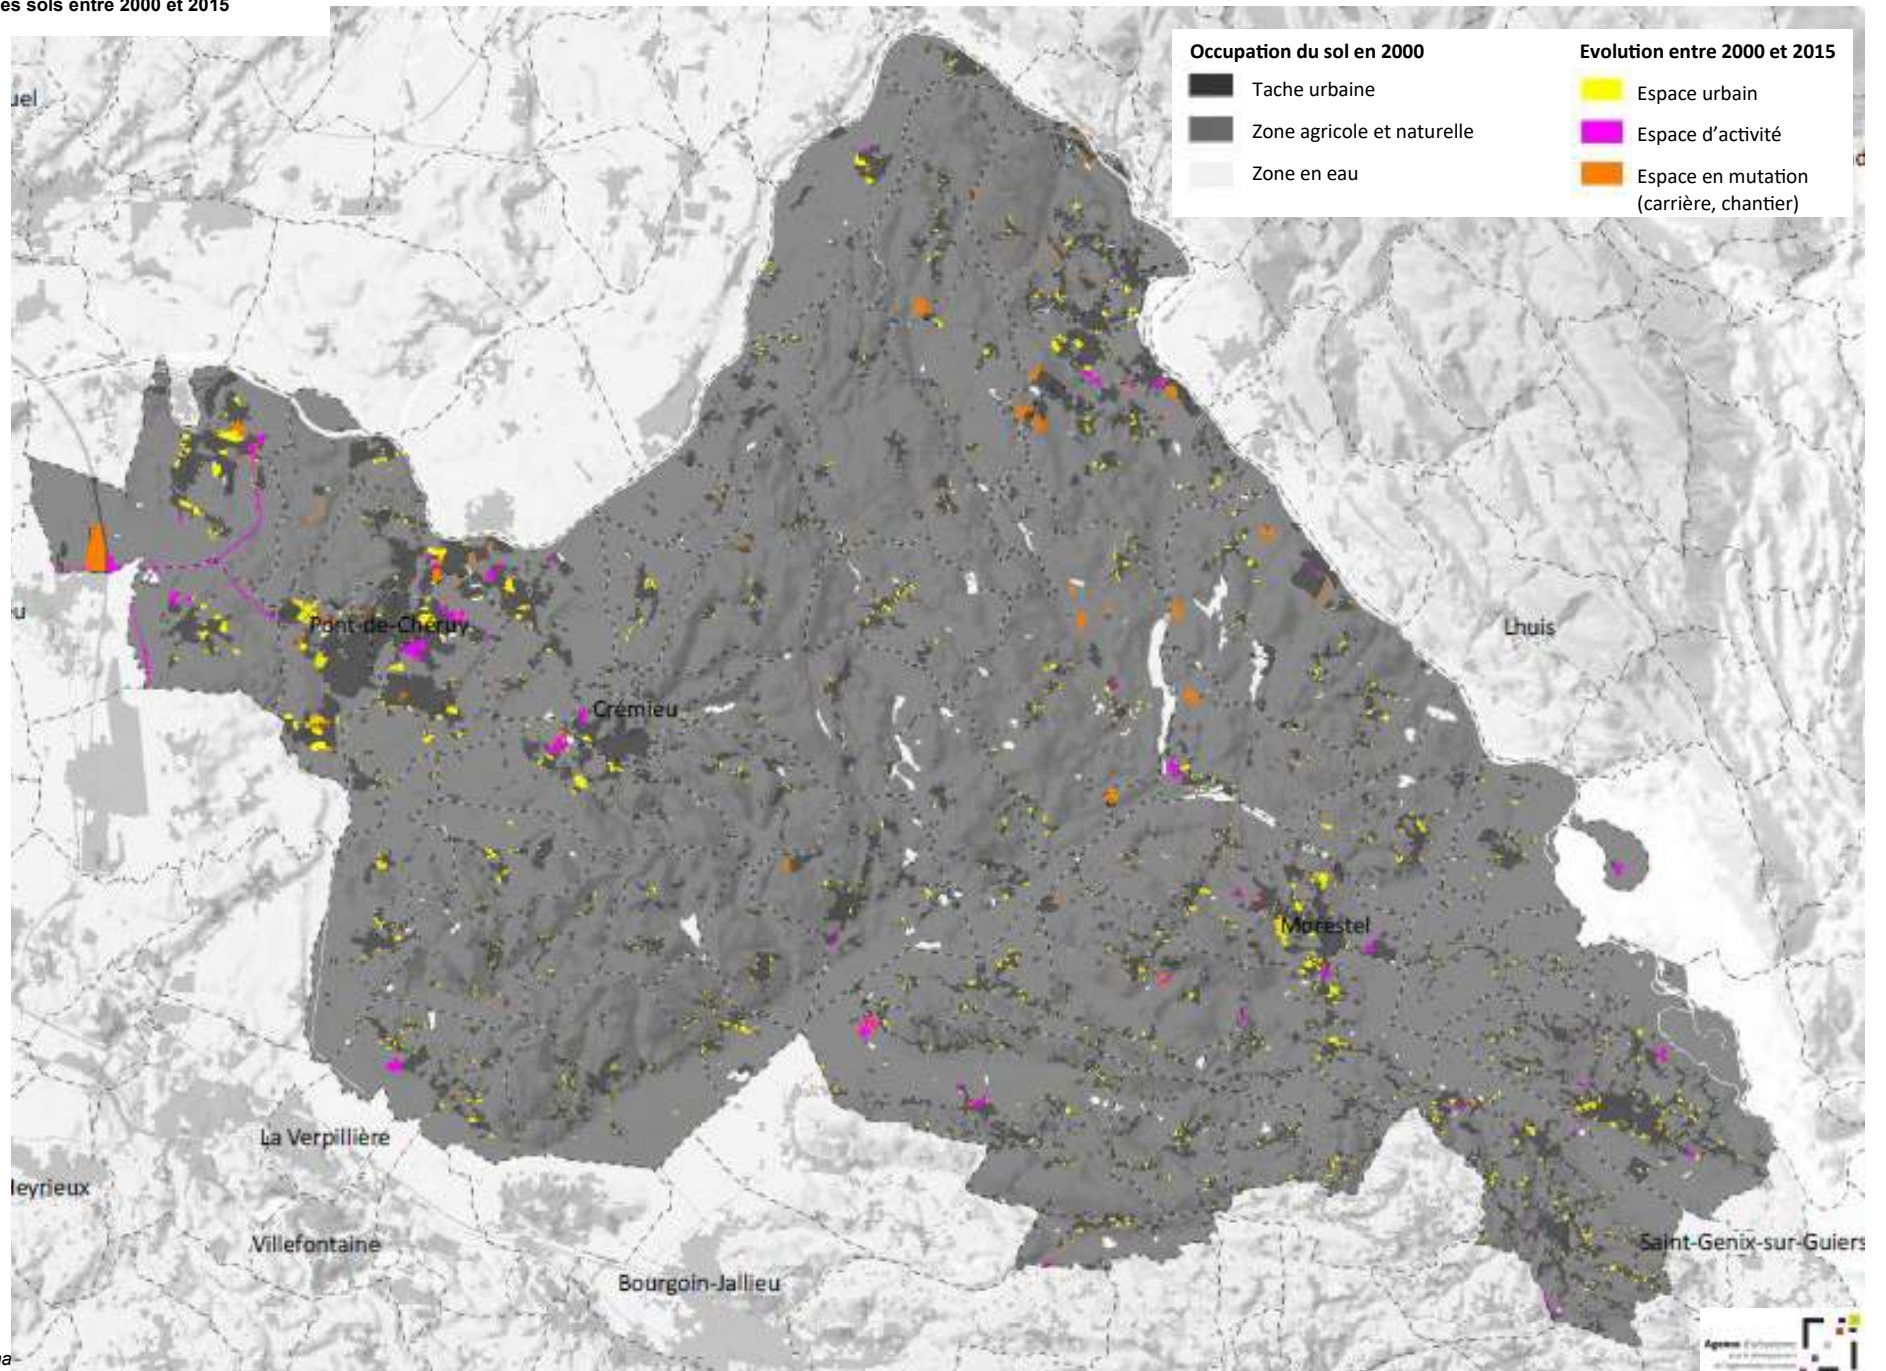 es sols entre 2000 et 2015
Occupation du sol en 2000
Tache urbaine
Zone agricole et naturelle
Zone en eau
Evolution entre 2000 et 2015
Espace urbain
Espace d'activité
Espace en mutation
(carrière, chantier)
uel
d
u
Lhuis
Pont-de-Chéruy
Crémieu
Morestel
La Verpillière
leyrieux
Villefontaine
Saint-Genix-sur-Guiers
Bourgoin-Jallieu
Agence d'urbanisme